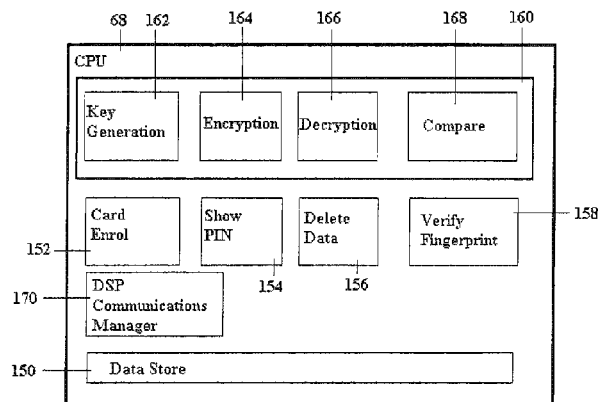 68 162 164 166 168 160
CPU
Key
Generation
Encryption
Decryption
Compare
Card
Enrol
Show
PIN
Delete
Data
Verify
Fingerprint
158
152
154
156
170
DSP
Communications
Manager
150
Data Store